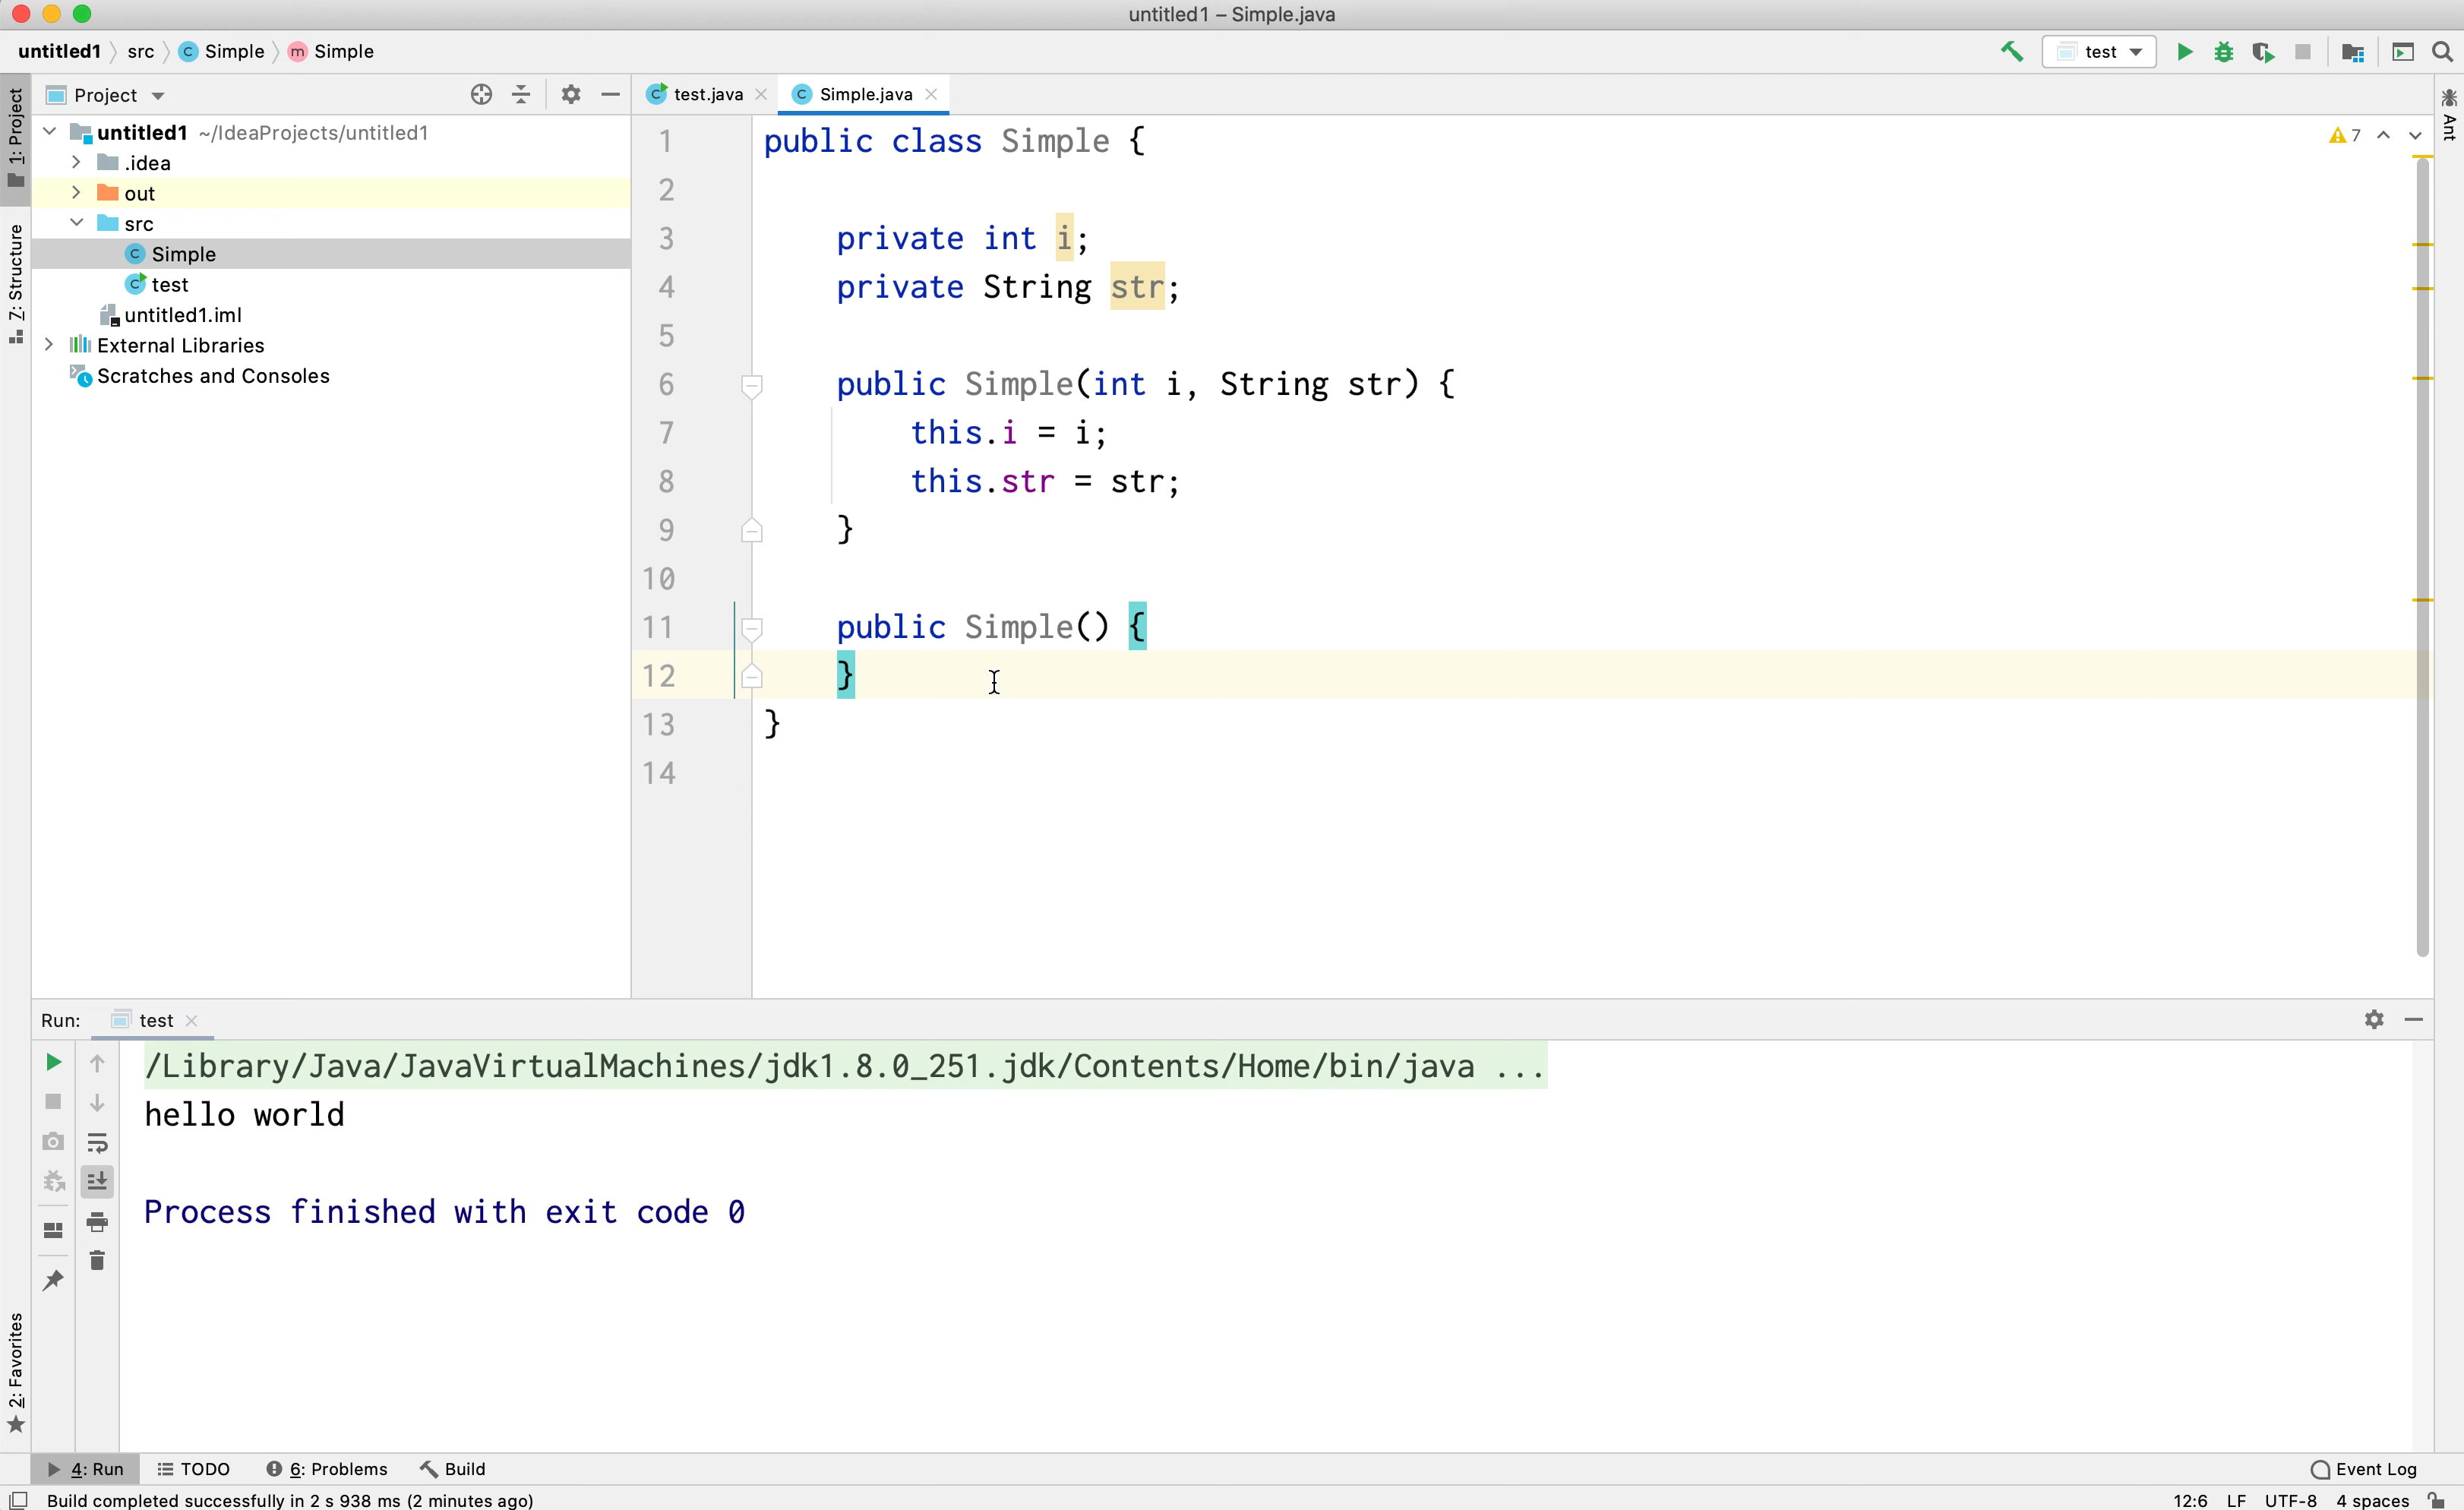 untitled1 – Simple.java
untitled1 src C Simple m Simple
test
1: Project
Project
test.java
C Simple.java
Ant
untitled1 ~/IdeaProjects/untitled1
.idea
out
src
C Simple
C test
untitled1.iml
External Libraries
Scratches and Consoles
7: Structure
7
1 public class Simple {
2
3 private int i;
4 private String str;
5
6 public Simple(int i, String str) {
7 this.i = i;
8 this.str = str;
9 }
10
11 public Simple() {
12 }
13 }
14
Run: test
/Library/Java/JavaVirtualMachines/jdk1.8.0_251.jdk/Contents/Home/bin/java ...
hello world
Process finished with exit code 0
2: Favorites
4: Run TODO 6: Problems Build Event Log
Build completed successfully in 2 s 938 ms (2 minutes ago) 12:6 LF UTF-8 4 spaces